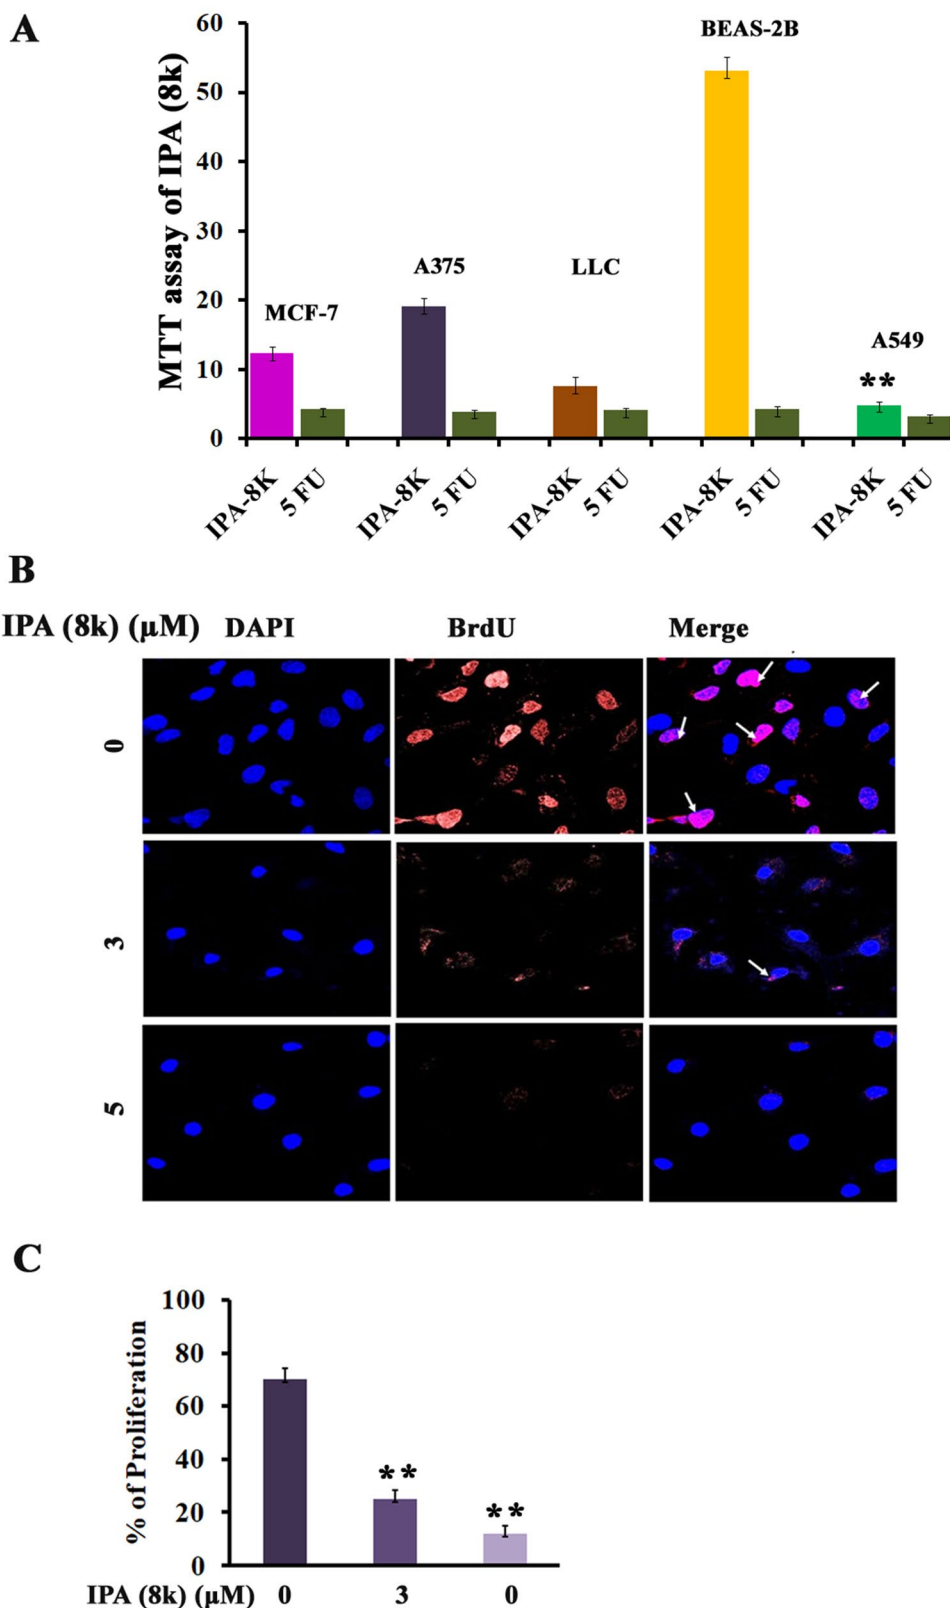 A
MTT assay of IPA (8k)
60
50
40
30
20
10
0
MCF-7
A375
LLC
BEAS-2B
A549
**
IPA-8K
5 FU
IPA-8K
5 FU
IPA-8K
5 FU
IPA-8K
5 FU
IPA-8K
5 FU
B
IPA (8k) (µM) DAPI BrdU Merge
0
3
5
C
% of Proliferation
100
80
60
40
20
0
**
**
IPA (8k) (µM) 0 3 0